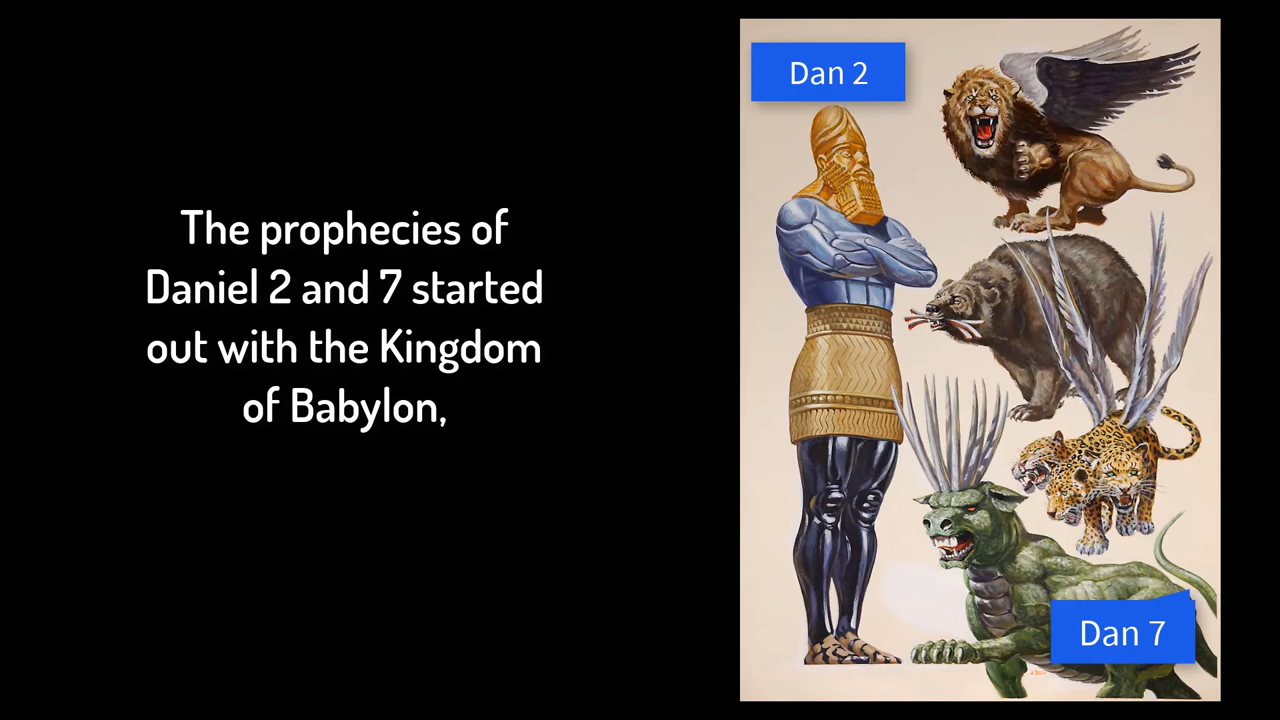 The prophecies of
Daniel 2 and 7 started
out with the Kingdom
of Babylon,
Dan 2
Dan 7